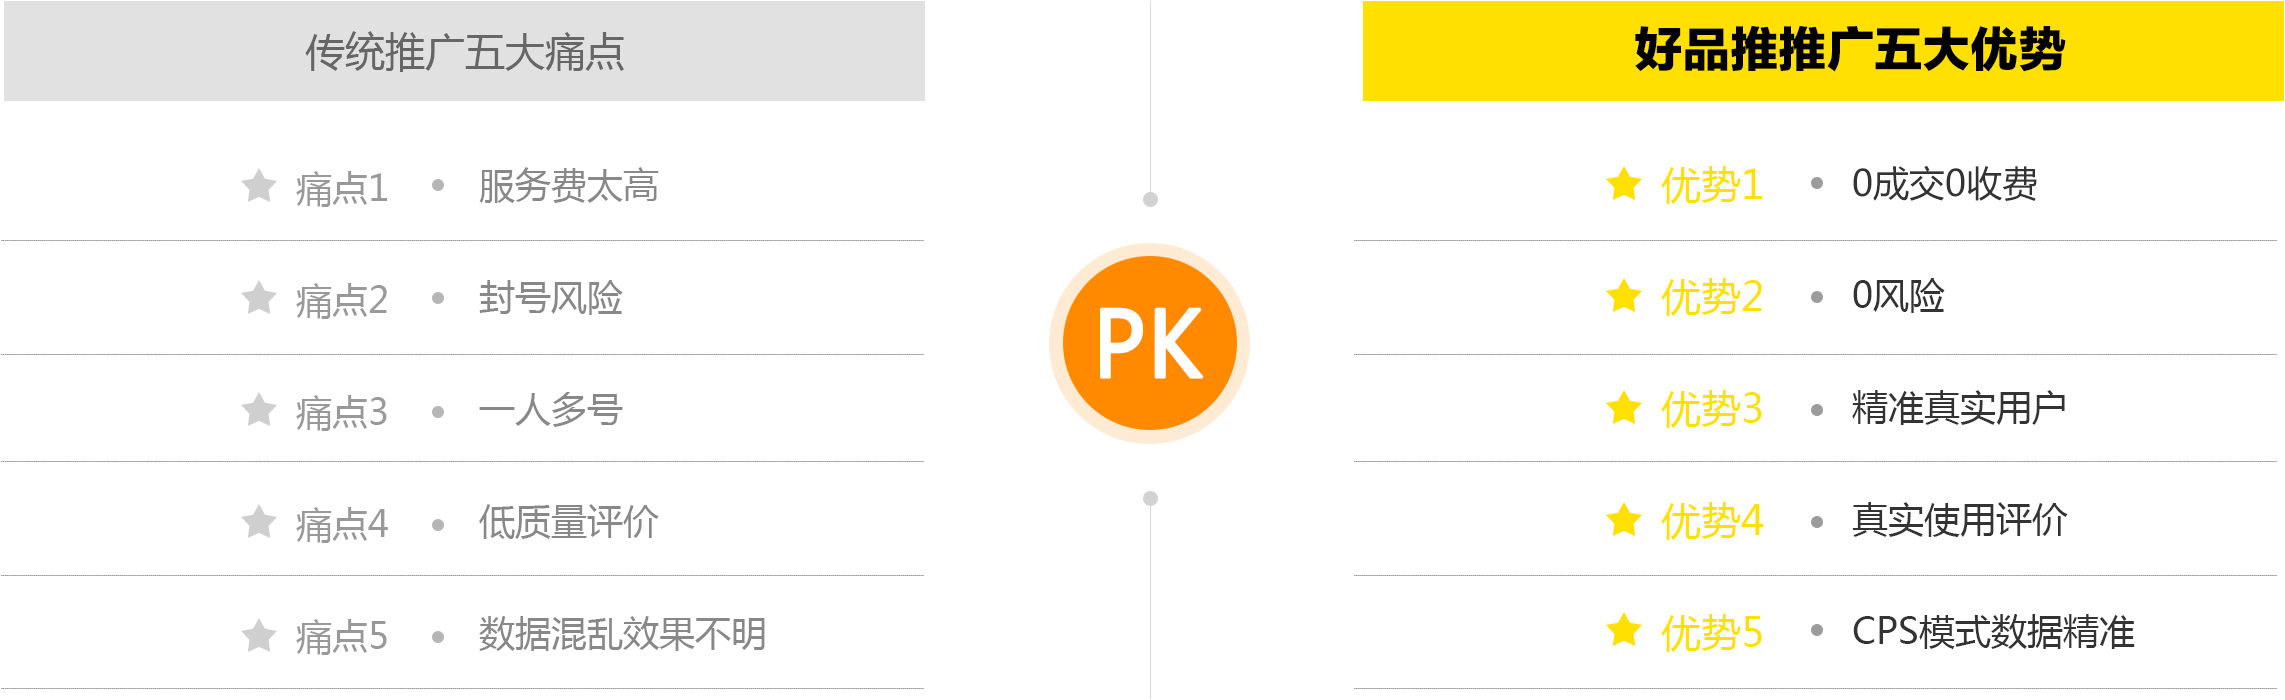 传统推广五大痛点
痛点1 • 服务费太高
痛点2 • 封号风险
痛点3 • 一人多号
痛点4 • 低质量评价
痛点5 • 数据混乱效果不明
PK
好品推推广五大优势
优势1 • 0成交0收费
优势2 • 0风险
优势3 • 精准真实用户
优势4 • 真实使用评价
优势5 • CPS模式数据精准